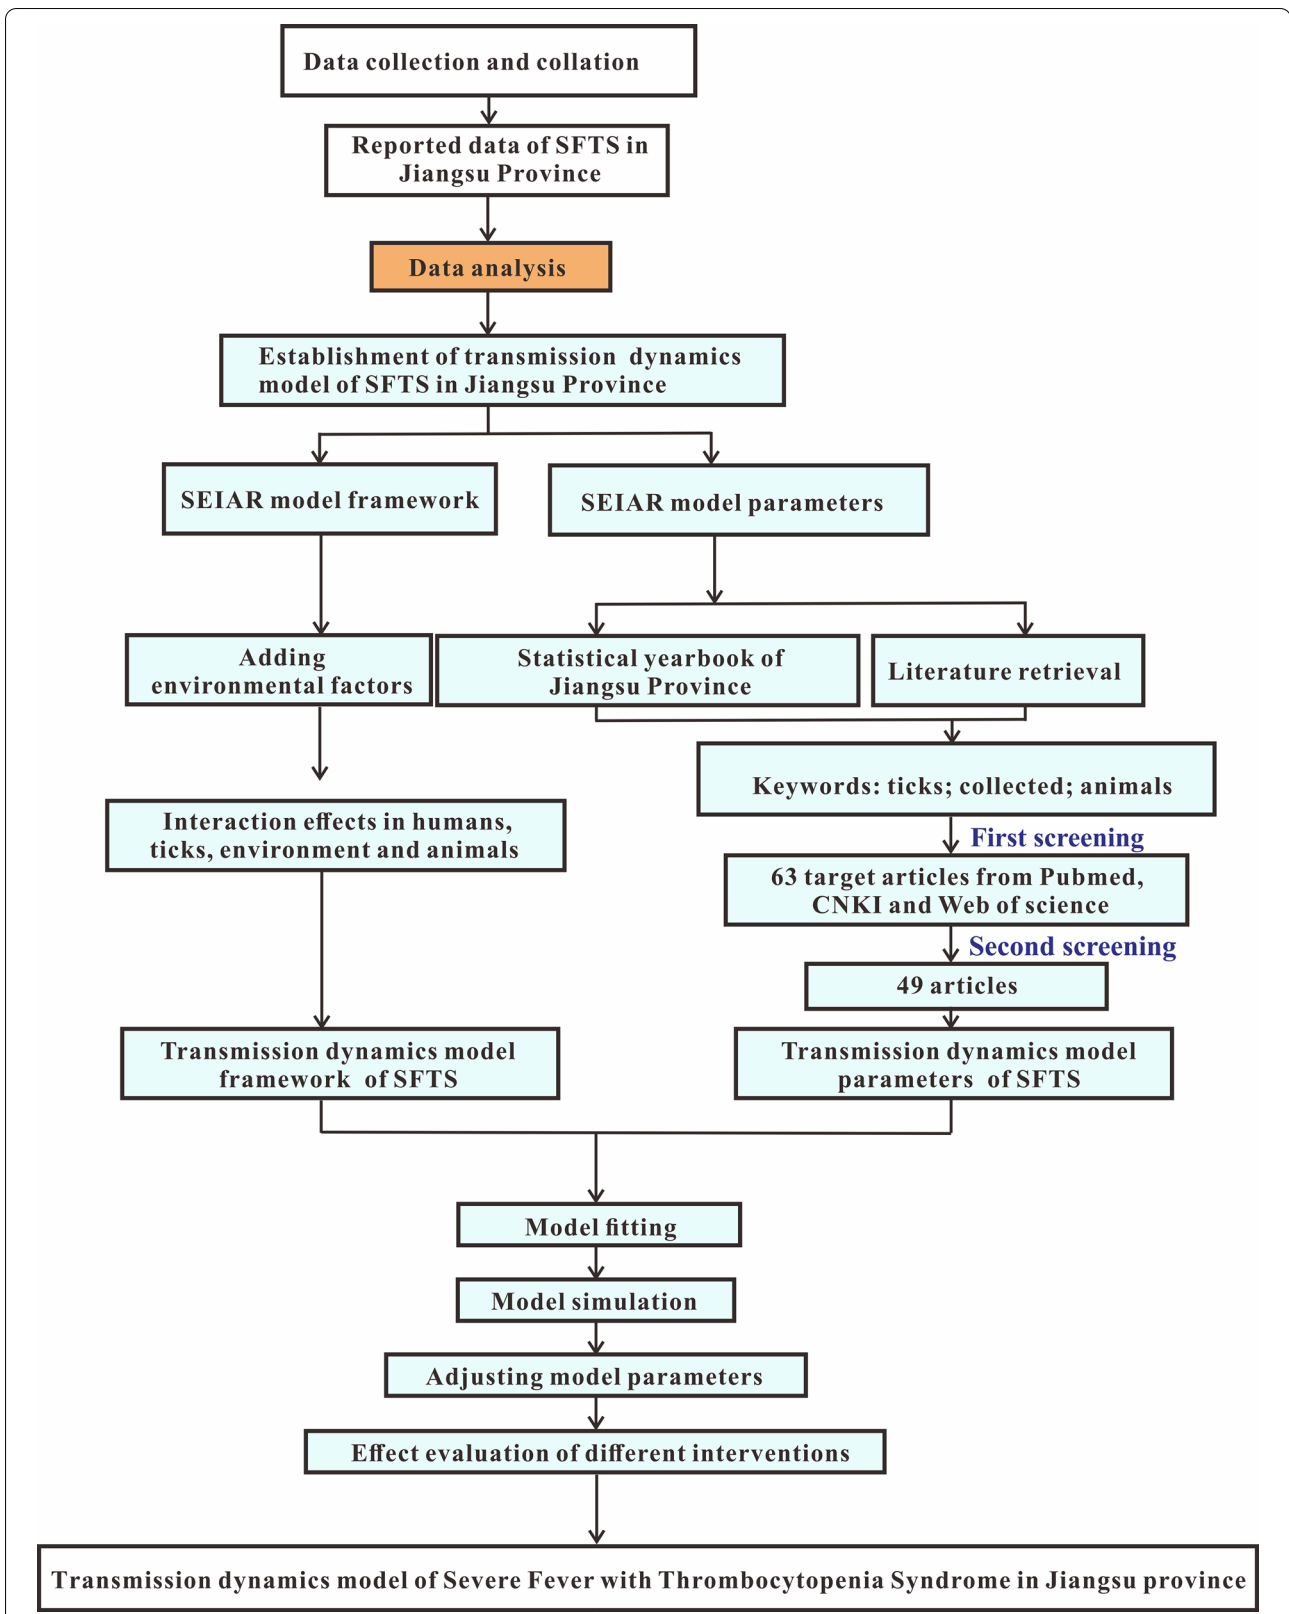 Data collection and collation
Reported data of SFTS in
Jiangsu Province
Data analysis
Establishment of transmission dynamics
model of SFTS in Jiangsu Province
SEIAR model framework
SEIAR model parameters
Adding
environmental factors
Statistical yearbook of
Jiangsu Province
Literature retrieval
Keywords: ticks; collected; animals
Interaction effects in humans,
ticks, environment and animals
First screening
63 target articles from Pubmed,
CNKI and Web of science
Second screening
49 articles
Transmission dynamics model
framework of SFTS
Transmission dynamics model
parameters of SFTS
Model fitting
Model simulation
Adjusting model parameters
Effect evaluation of different interventions
Transmission dynamics model of Severe Fever with Thrombocytopenia Syndrome in Jiangsu province